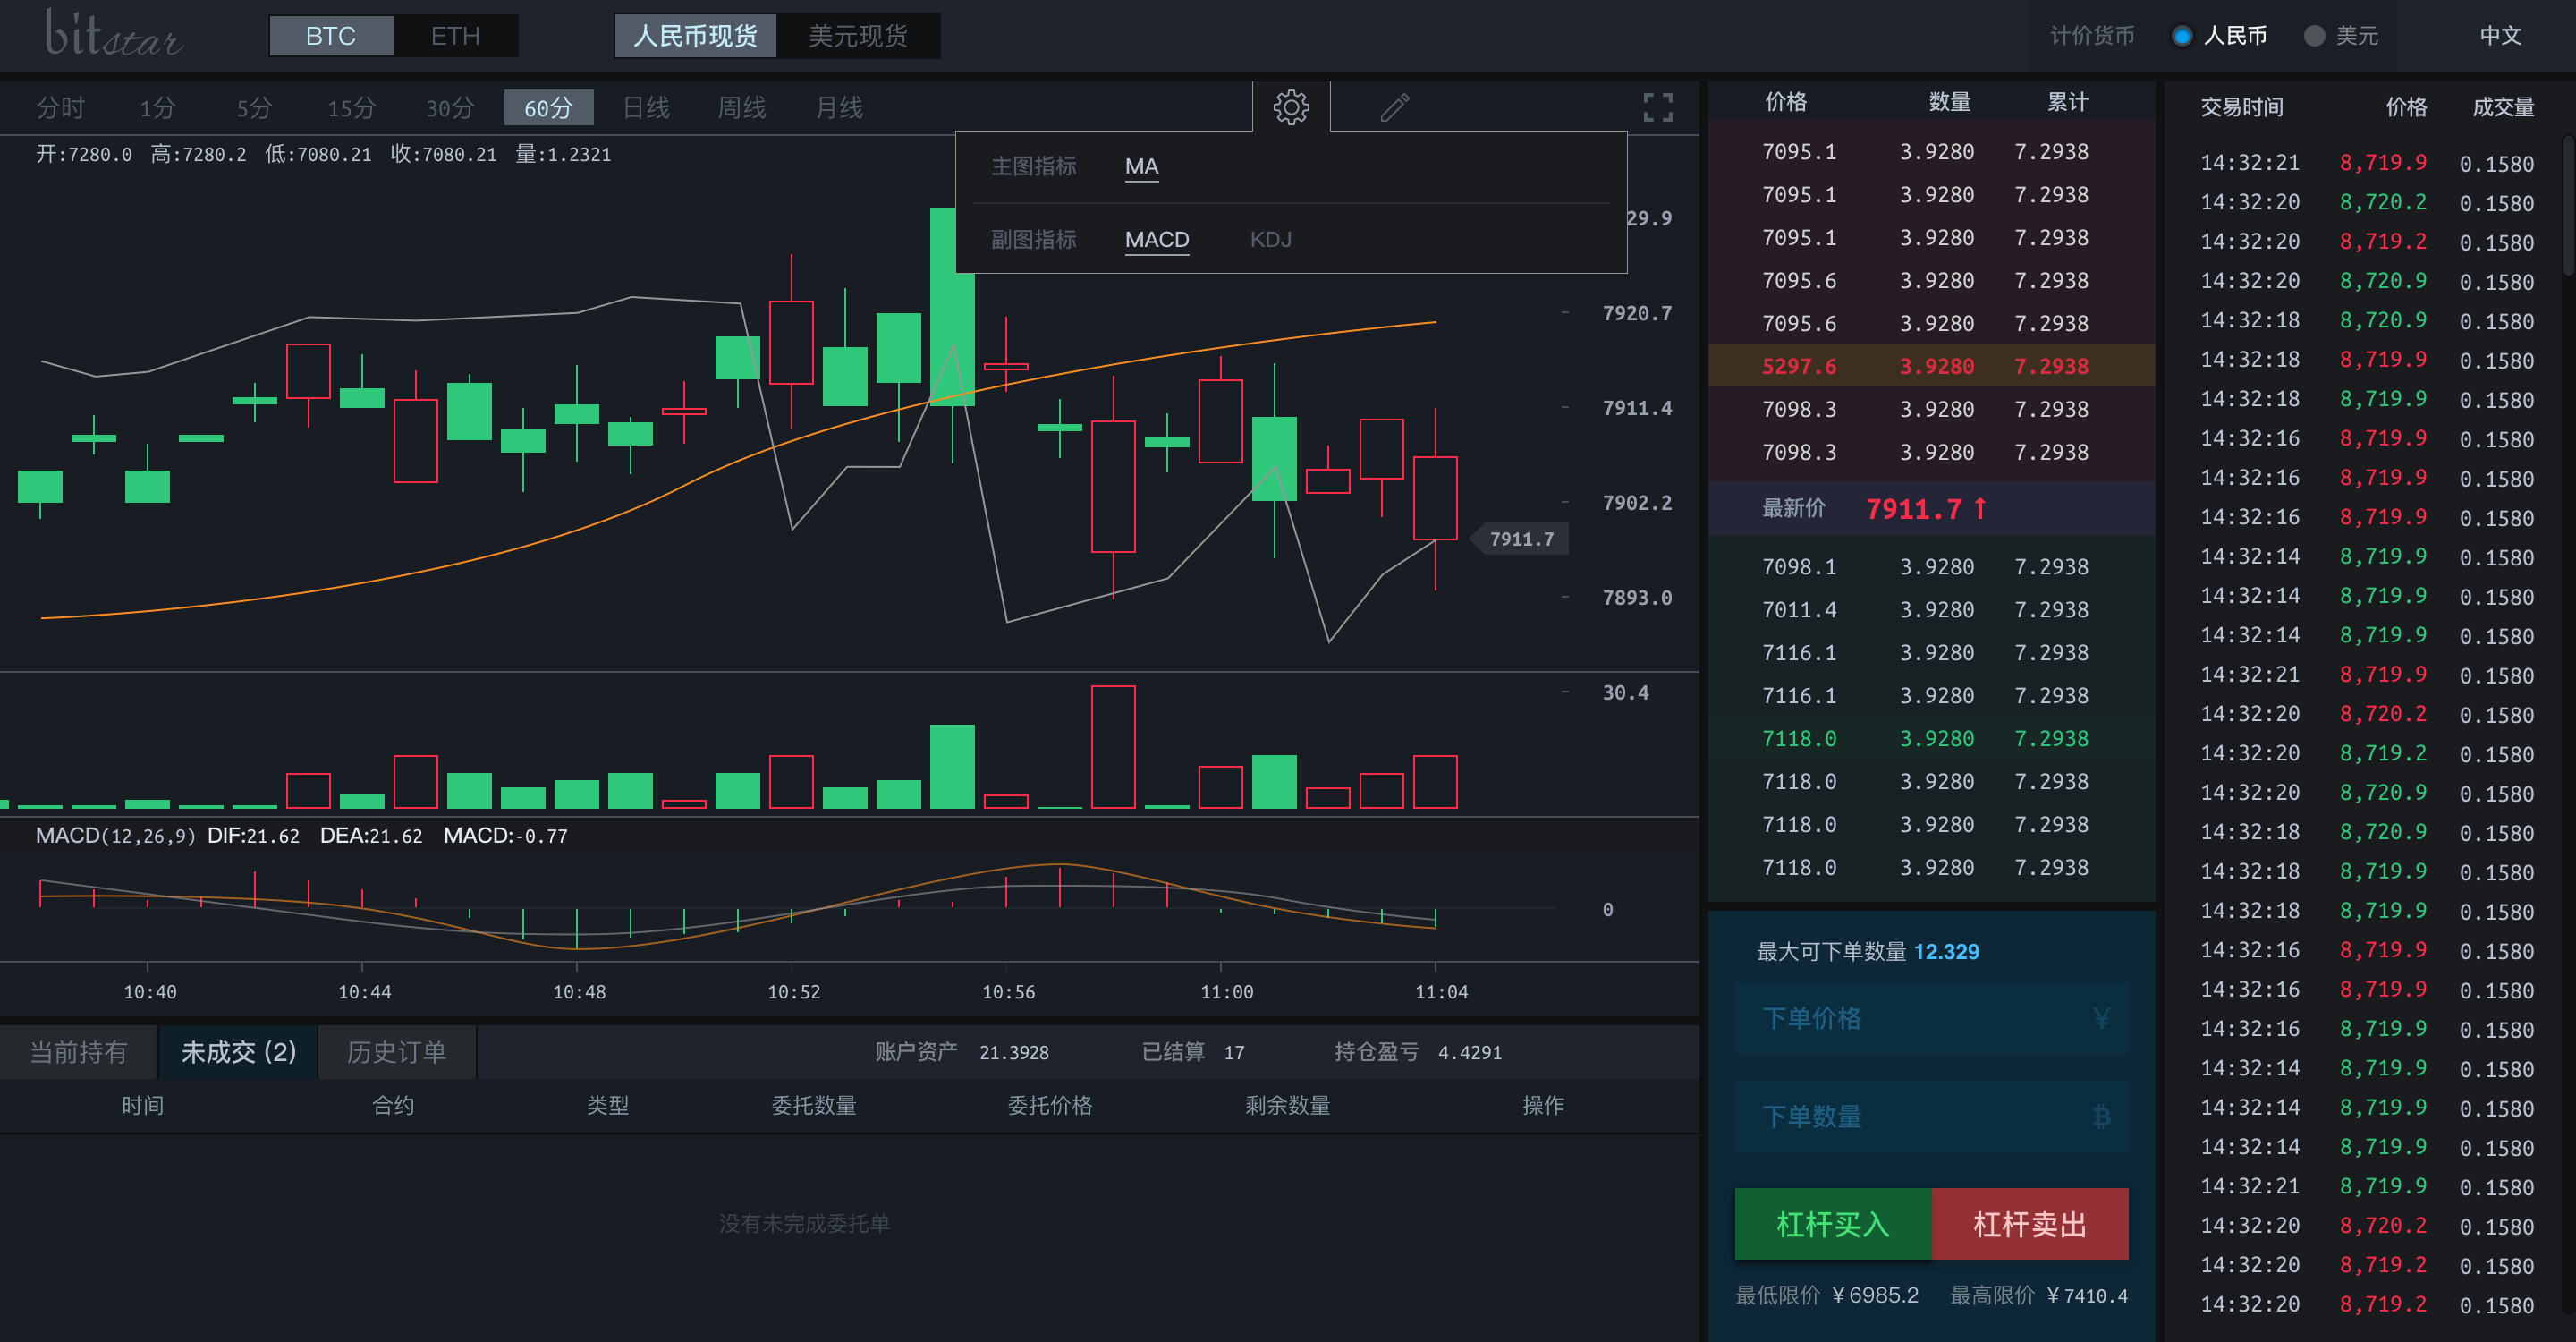 bitstar BTC ETH 人民币现货 美元现货 计价货币 人民币 美元 中文
分时 1分 5分 15分 30分 60分 日线 周线 月线
开:7280.0 高:7280.2 低:7080.21 收:7080.21 量:1.2321
主图指标 MA
副图指标 MACD KDJ
29.9
7920.7
7911.4
7902.2
7911.7
7893.0
30.4
MACD(12,26,9) DIF:21.62 DEA:21.62 MACD:-0.77
0
10:40 10:44 10:48 10:52 10:56 11:00 11:04
当前持有 未成交 (2) 历史订单 账户资产 21.3928 已结算 17 持仓盈亏 4.4291
时间 合约 类型 委托数量 委托价格 剩余数量 操作
没有未完成委托单
价格 数量 累计
7095.1 3.9280 7.2938
7095.1 3.9280 7.2938
7095.1 3.9280 7.2938
7095.6 3.9280 7.2938
7095.6 3.9280 7.2938
5297.6 3.9280 7.2938
7098.3 3.9280 7.2938
7098.3 3.9280 7.2938
最新价 7911.7↑
7098.1 3.9280 7.2938
7011.4 3.9280 7.2938
7116.1 3.9280 7.2938
7116.1 3.9280 7.2938
7118.0 3.9280 7.2938
7118.0 3.9280 7.2938
7118.0 3.9280 7.2938
7118.0 3.9280 7.2938
最大可下单数量 12.329
下单价格 ¥
下单数量 ₿
杠杆买入 杠杆卖出
最低限价 ¥6985.2 最高限价 ¥7410.4
交易时间 价格 成交量
14:32:21 8,719.9 0.1580
14:32:20 8,720.2 0.1580
14:32:20 8,719.2 0.1580
14:32:20 8,720.9 0.1580
14:32:18 8,720.9 0.1580
14:32:18 8,719.9 0.1580
14:32:18 8,719.9 0.1580
14:32:16 8,719.9 0.1580
14:32:16 8,719.9 0.1580
14:32:16 8,719.9 0.1580
14:32:14 8,719.9 0.1580
14:32:14 8,719.9 0.1580
14:32:14 8,719.9 0.1580
14:32:21 8,719.9 0.1580
14:32:20 8,720.2 0.1580
14:32:20 8,719.2 0.1580
14:32:20 8,720.9 0.1580
14:32:18 8,720.9 0.1580
14:32:18 8,719.9 0.1580
14:32:18 8,719.9 0.1580
14:32:16 8,719.9 0.1580
14:32:16 8,719.9 0.1580
14:32:16 8,719.9 0.1580
14:32:14 8,719.9 0.1580
14:32:14 8,719.9 0.1580
14:32:14 8,719.9 0.1580
14:32:21 8,719.9 0.1580
14:32:20 8,720.2 0.1580
14:32:20 8,719.2 0.1580
14:32:20 8,719.2 0.1580